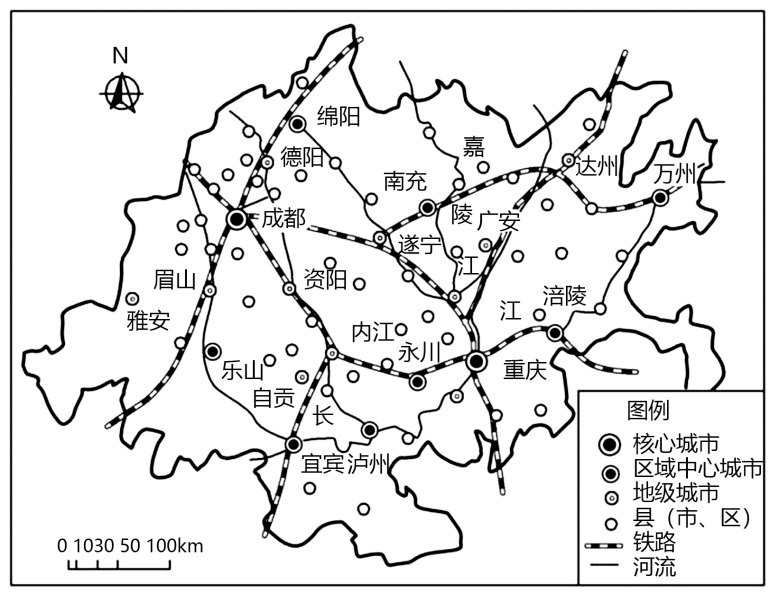 N
绵阳
德阳
嘉
达州
南充
万州
陵
广安
成都
遂宁
江
眉山
资阳
江
涪陵
雅安
内江
永川
乐山
重庆
自贡
长
宜宾
泸州
图例
核心城市
区域中心城市
地级城市
县（市、区）
铁路
河流
0 1030 50 100km